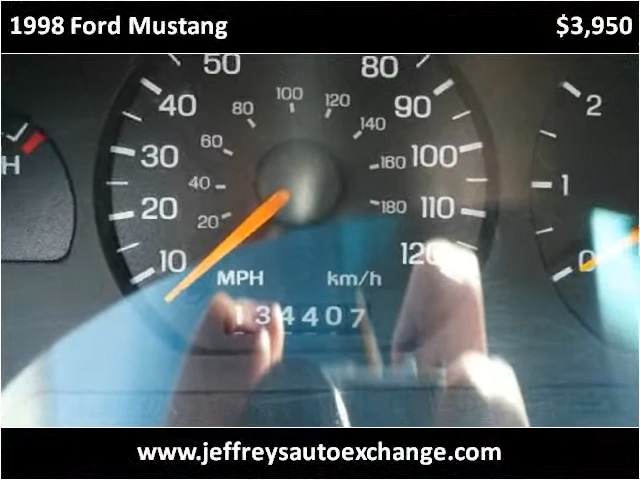 1998 Ford Mustang $3,950
50 80
100
40 80 120 90 2
140
60
30 160 100
H 40 1
180
20 20 110
10 120 0
MPH km/h
134407
www.jeffreysautoexchange.com